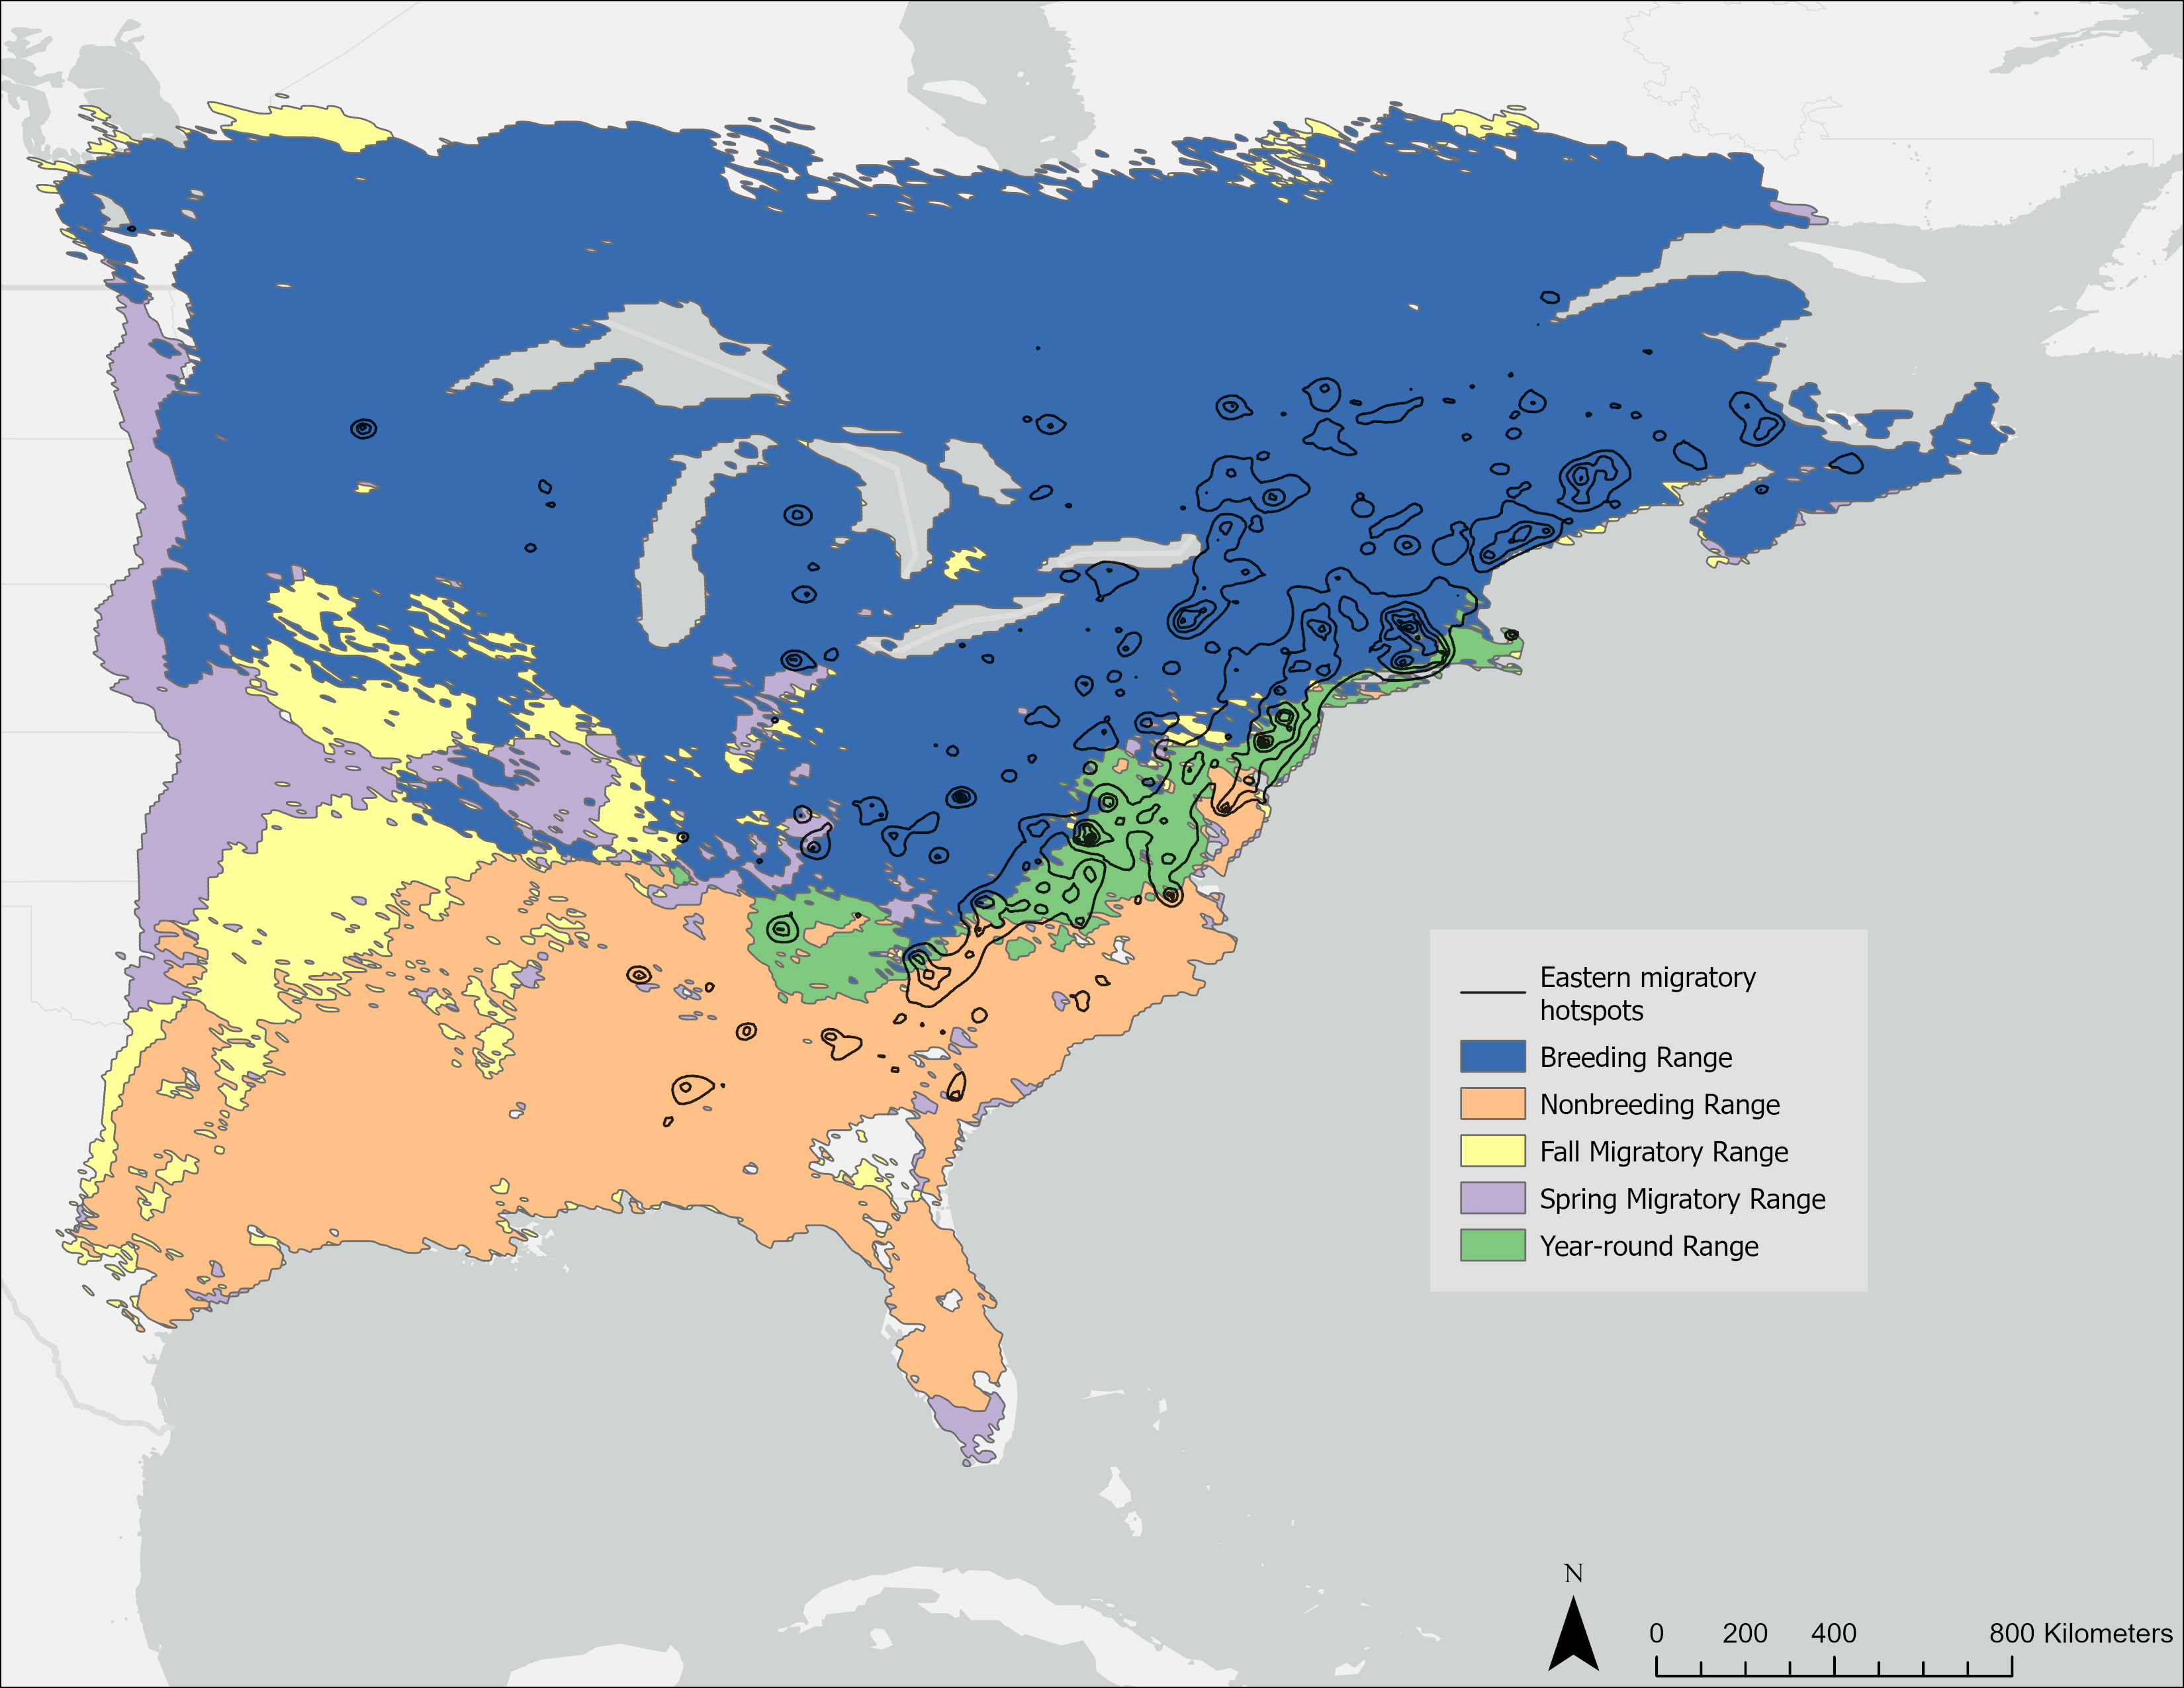 Eastern migratory
hotspots
Breeding Range
Nonbreeding Range
Fall Migratory Range
Spring Migratory Range
Year-round Range
N
0 200 400 800 Kilometers